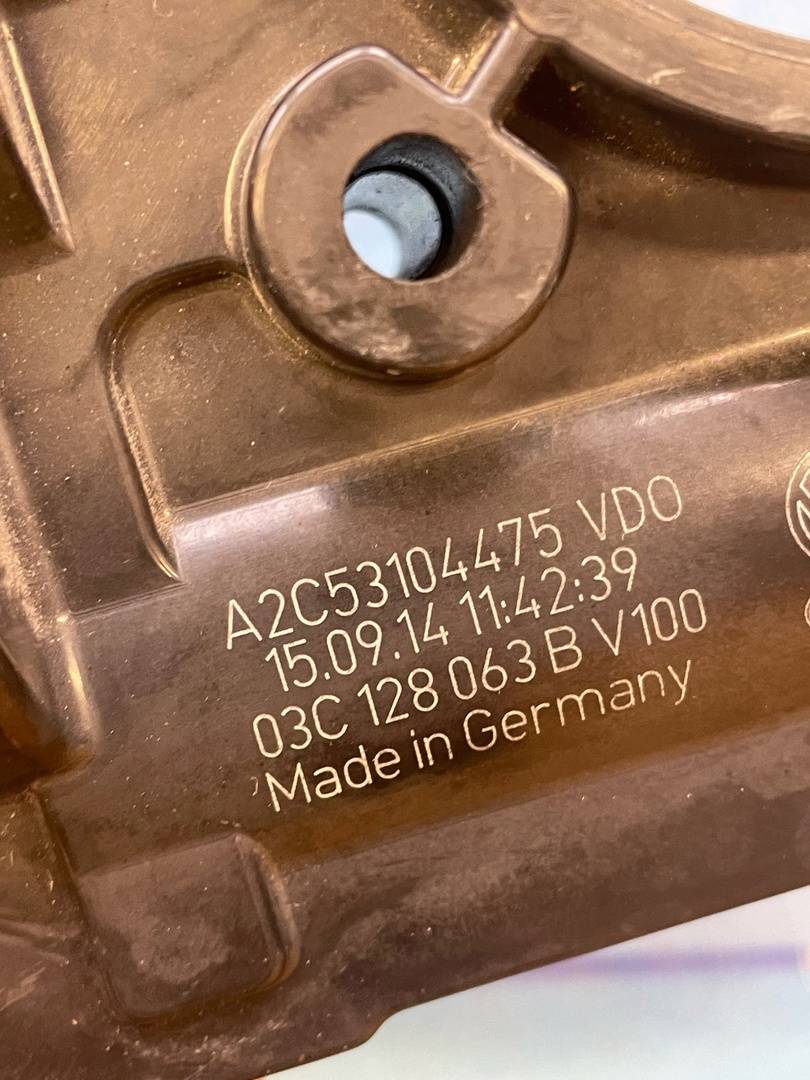 A2C53104475 VDO
15.09.14 11:42:39
03C 128 063 B V100
Made in Germany